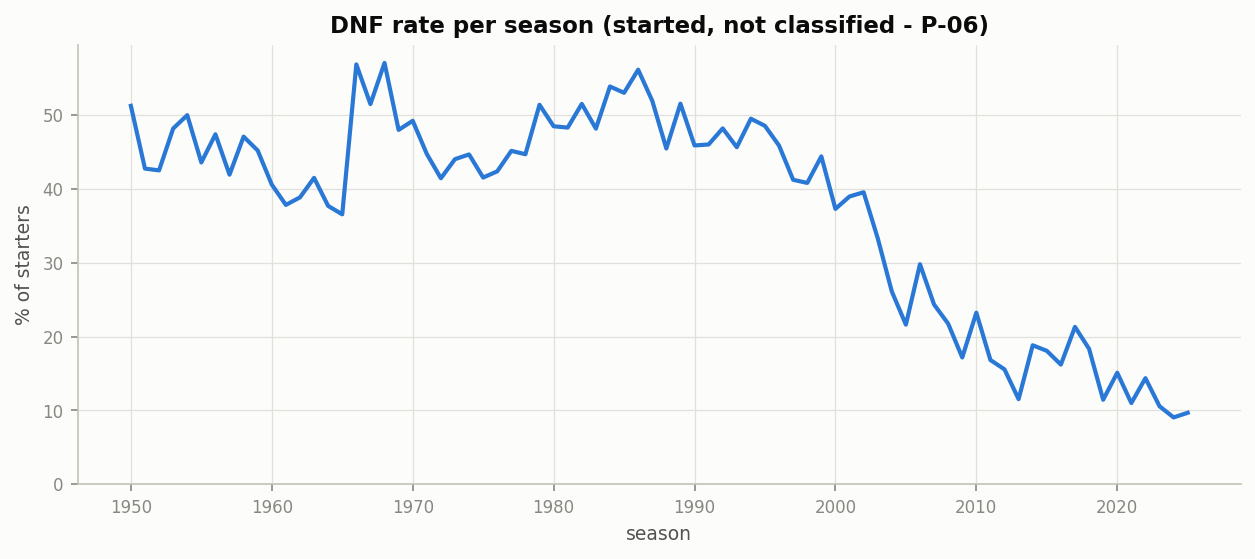 DNF rate per season (started, not classified - P-06)
% of starters
50
40
30
20
10
0
1950 1960 1970 1980 1990 2000 2010 2020
season